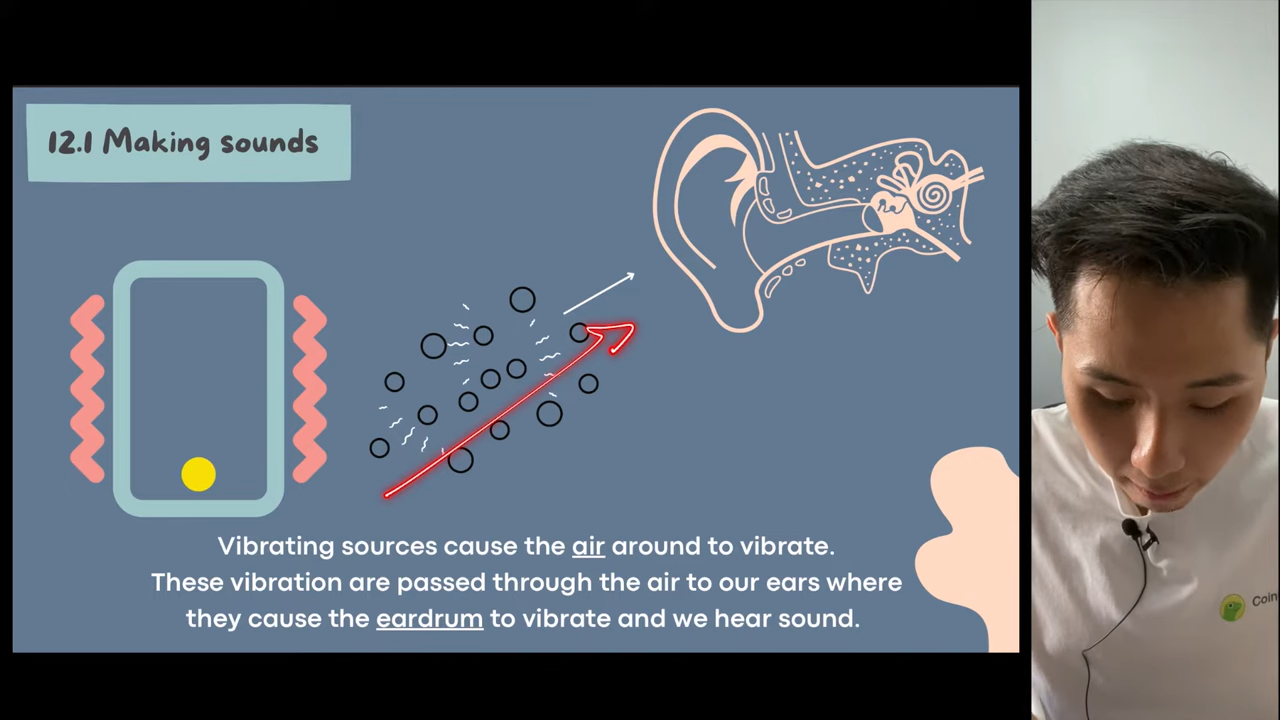 12.1 Making sounds
Vibrating sources cause the air around to vibrate.
These vibration are passed through the air to our ears where
they cause the eardrum to vibrate and we hear sound.
Coin